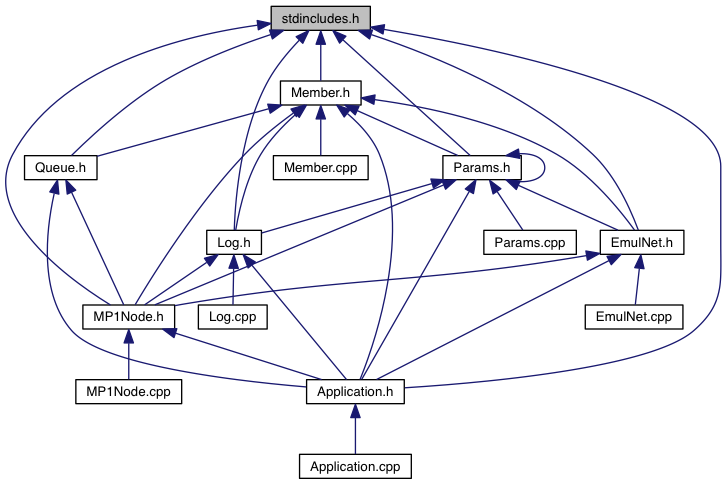 stdincludes.h
Member.h
Queue.h
Member.cpp
Params.h
Log.h
Params.cpp
EmulNet.h
MP1Node.h
Log.cpp
EmulNet.cpp
MP1Node.cpp
Application.h
Application.cpp